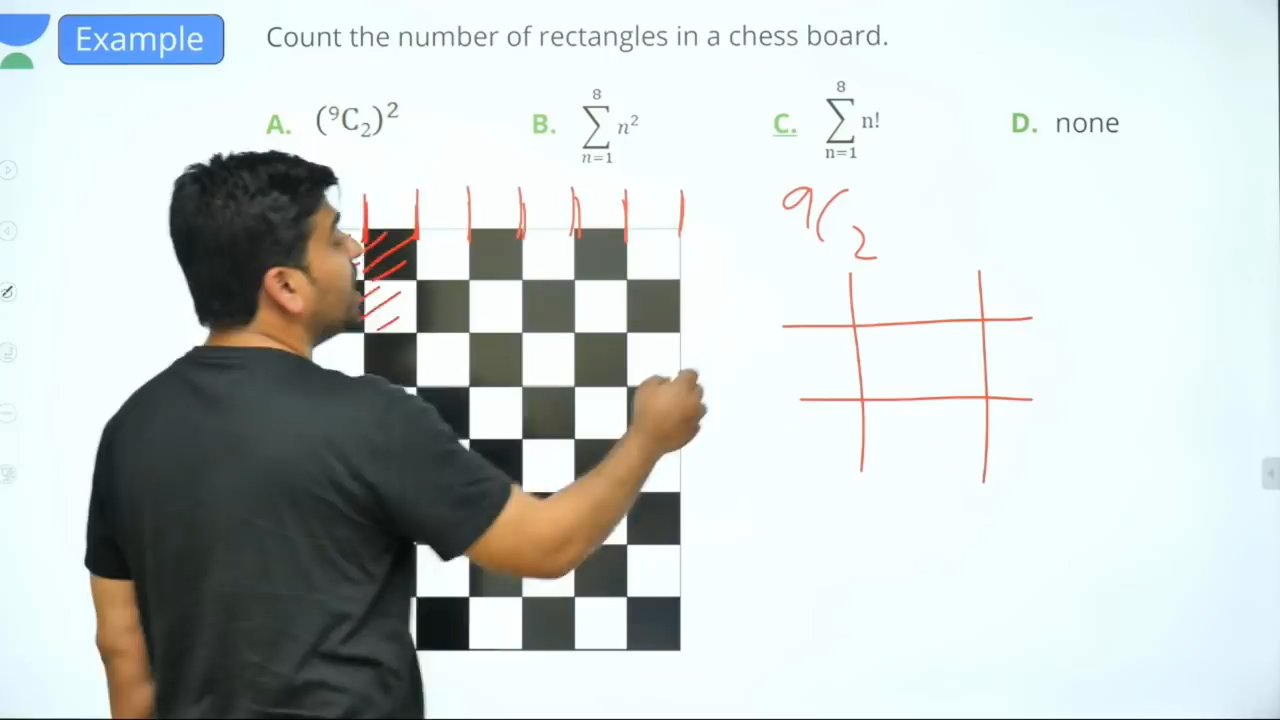 Example
Count the number of rectangles in a chess board.
A. (⁹C₂)²
B. ∑ₙ₌₁⁸ n²
C. ∑ₙ₌₁⁸ n!
D. none
9C₂